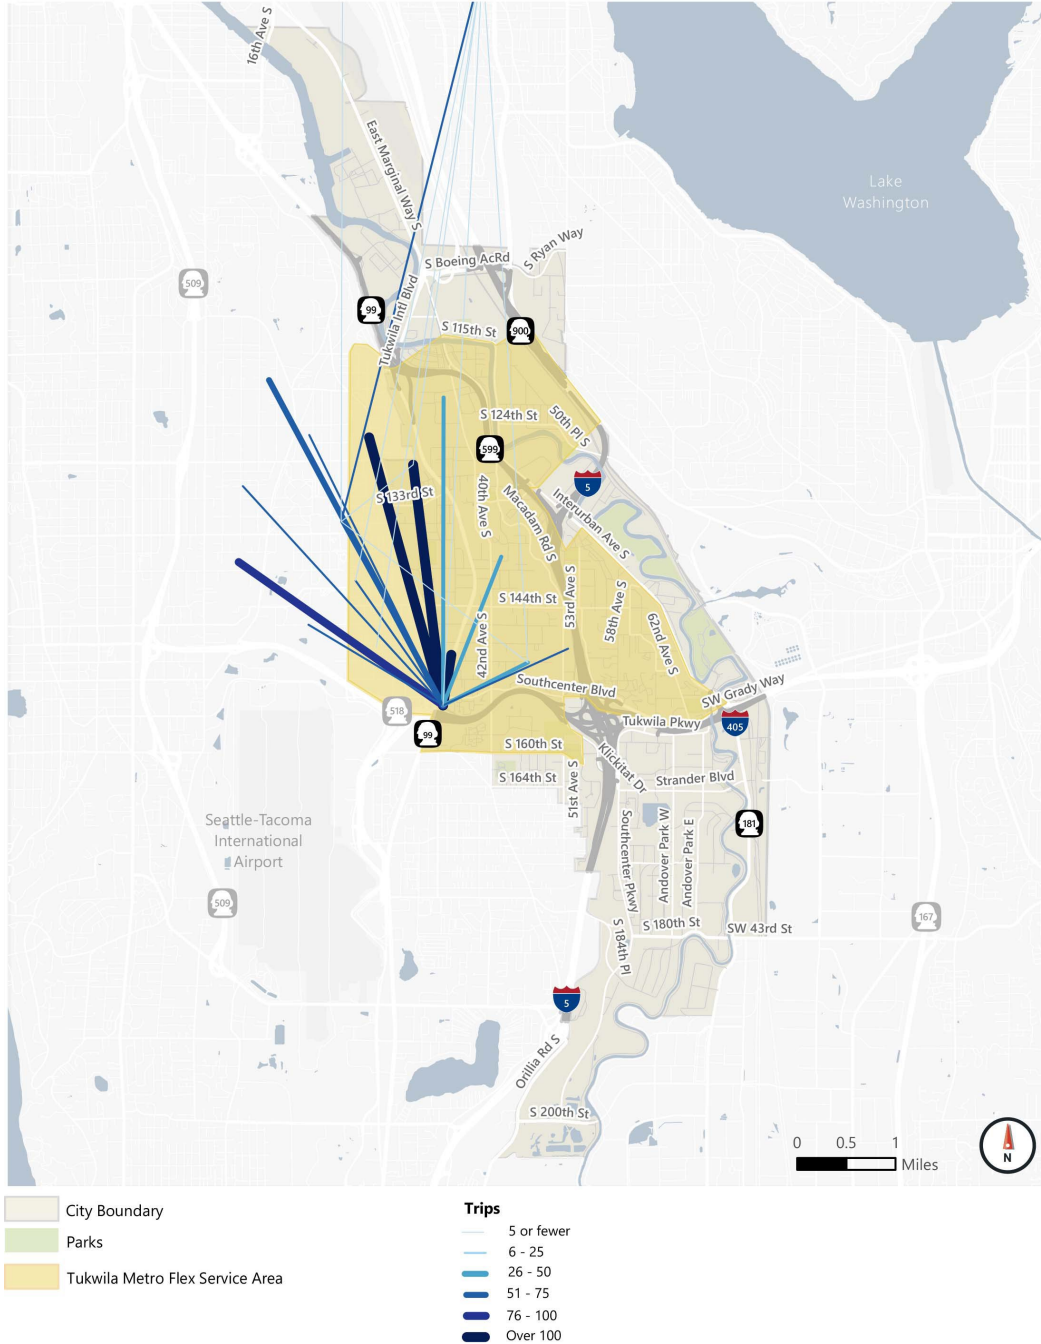 16th Ave S
East Marginal Way S
Lake
Washington
S Ryan Way
S Boeing AcRd
509
99
Tukwila Intl Blvd
S 115th St
900
S 124th St
50th Pl S
599
5
40th Ave S
S 133rd St
Macadam Rd S
Interurban Ave S
53rd Ave S
58th Ave S
S 144th St
42nd Ave S
62nd Ave S
Southcenter Blvd
SW Grady Way
518
99
Tukwila Pkwy
405
S 160th St
Klickitat Dr
S 164th St
51st Ave S
Strander Blvd
Seattle-Tacoma
International
Airport
Southcenter Pkwy
Andover Park W
Andover Park E
181
509
167
S 180th St
SW 43rd St
S 184th Pl
5
Orillia Rd S
S 200th St
0 0.5 1
Miles
N
City Boundary
Parks
Tukwila Metro Flex Service Area
Trips
5 or fewer
6 - 25
26 - 50
51 - 75
76 - 100
Over 100